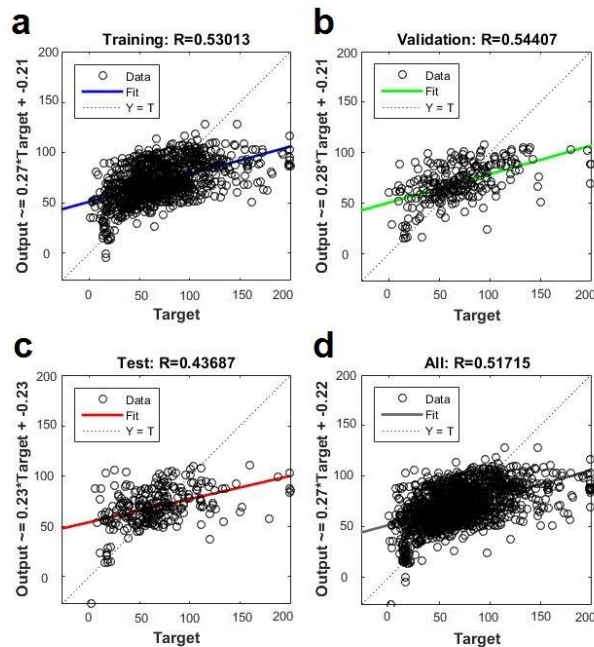 a
Training: R=0.53013
Output ~= 0.27*Target + -0.21
200
150
100
50
0
Data
Fit
Y = T
0 50 100 150 200
Target
b
Validation: R=0.54407
Output ~= 0.28*Target + -0.21
200
150
100
50
0
Data
Fit
Y = T
0 50 100 150 200
Target
c
Test: R=0.43687
Output ~= 0.23*Target + -0.23
200
150
100
50
0
Data
Fit
Y = T
0 50 100 150 200
Target
d
All: R=0.51715
Output ~= 0.27*Target + -0.22
200
150
100
50
0
Data
Fit
Y = T
0 50 100 150 200
Target